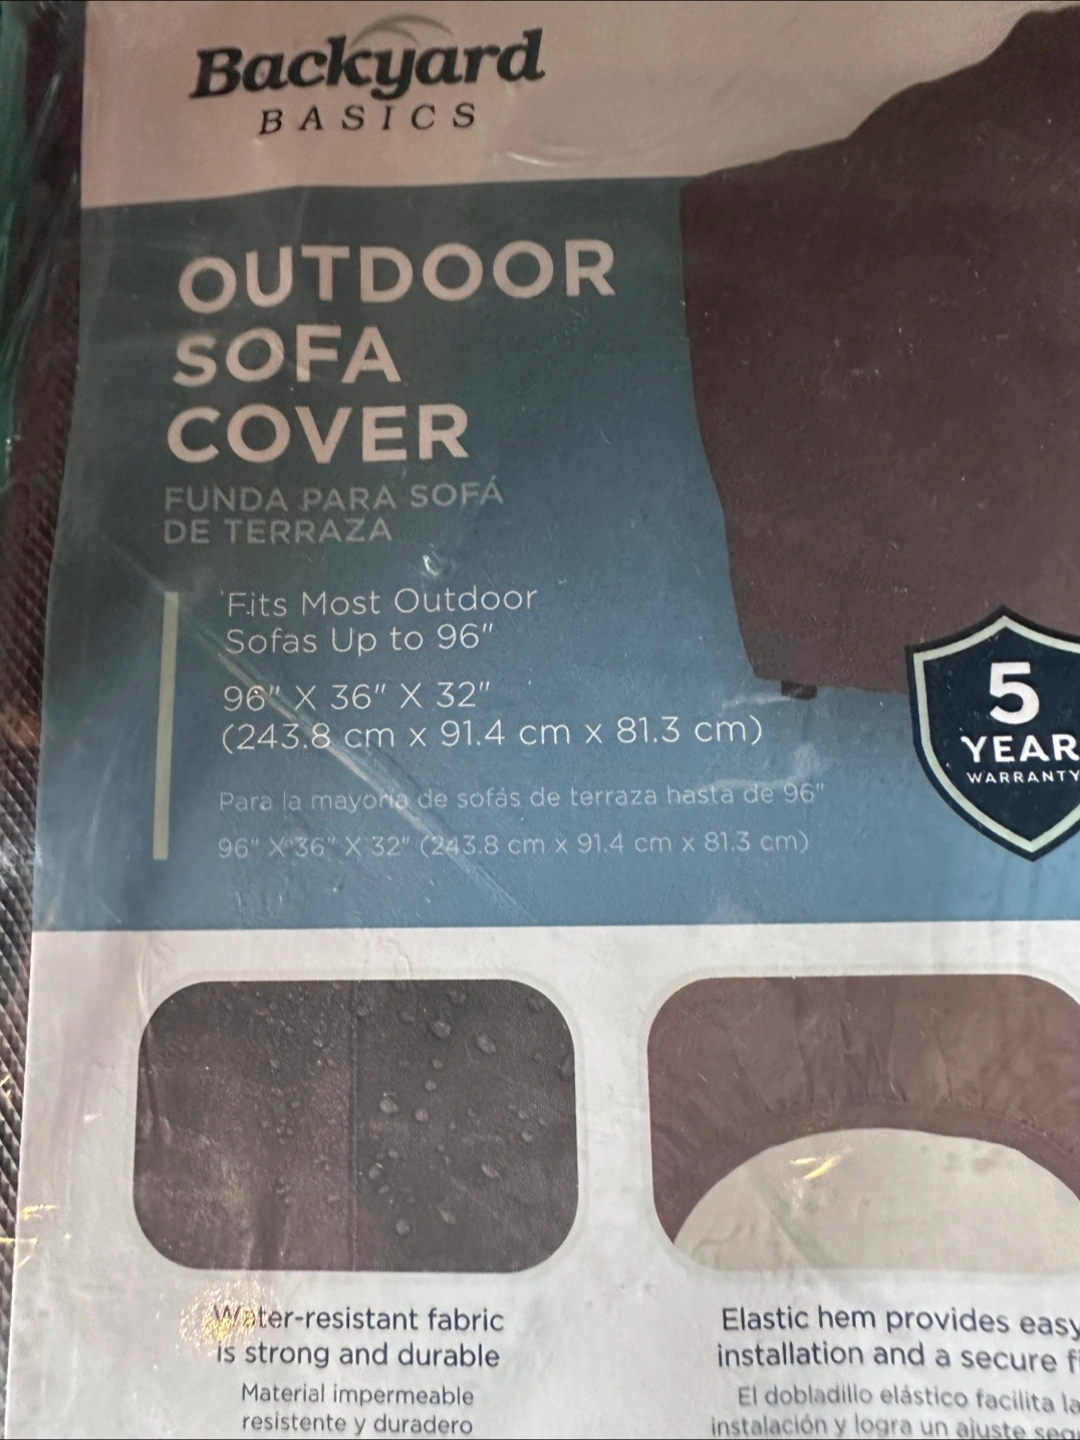 Backyard
BASICS
OUTDOOR
SOFA
COVER
FUNDA PARA SOFÁ
DE TERRAZA
Fits Most Outdoor
Sofas Up to 96"
96" X 36" X 32"
(243.8 cm x 91.4 cm x 81.3 cm)
Para la mayoría de sofás de terraza hasta de 96"
96" X 36" X 32" (243.8 cm x 91.4 cm x 81.3 cm)
5
YEAR
WARRANTY
Water-resistant fabric
is strong and durable
Material impermeable
resistente y duradero
Elastic hem provides easy
installation and a secure
El dobladillo elástico facilita la
instalación y logra un ajuste